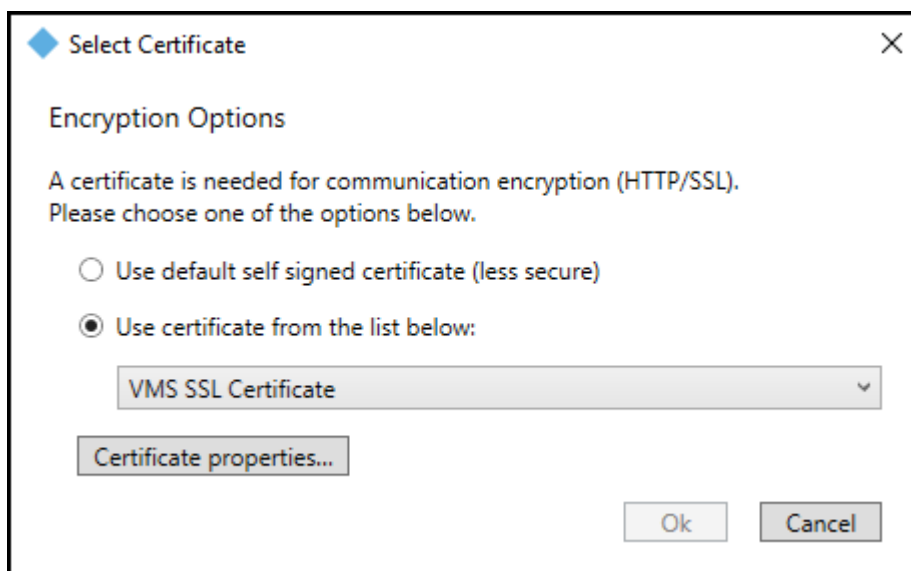 Select Certificate
Encryption Options
A certificate is needed for communication encryption (HTTP/SSL).
Please choose one of the options below.
Use default self signed certificate (less secure)
Use certificate from the list below:
VMS SSL Certificate
Certificate properties...
Ok Cancel